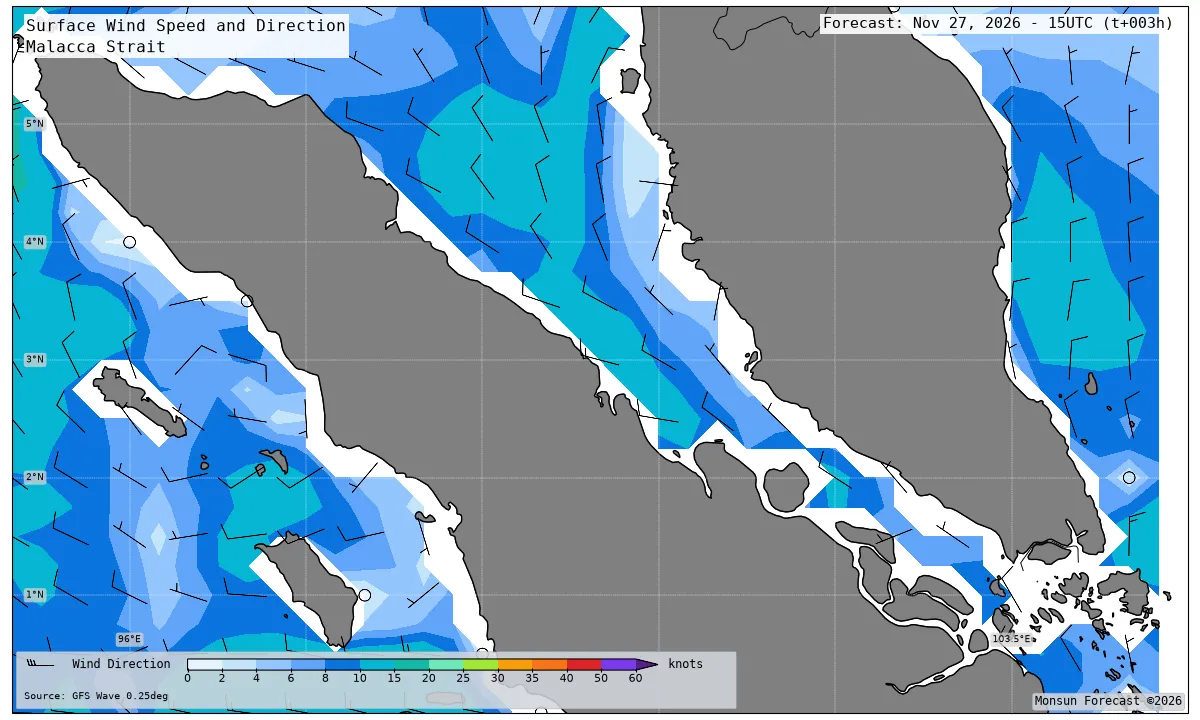 Surface Wind Speed and Direction
Malacca Strait
Forecast: Nov 27, 2026 - 15UTC (t+003h)
5°N
4°N
3°N
2°N
1°N
96°E
103.5°E
Wind Direction
knots
0 2 4 6 8 10 15 20 25 30 35 40 50 60
Source: GFS Wave 0.25deg
Monsun Forecast ©2026